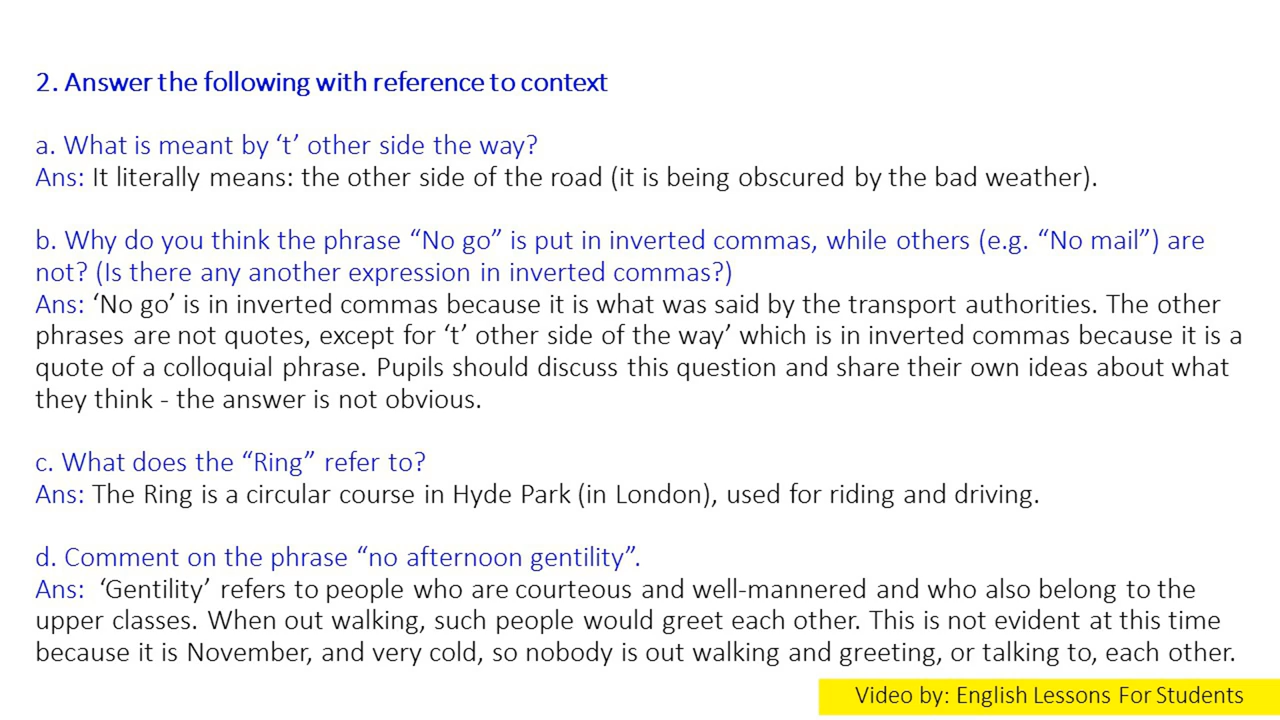 2. Answer the following with reference to context
a. What is meant by ‘t’ other side the way?
Ans: It literally means: the other side of the road (it is being obscured by the bad weather).
b. Why do you think the phrase “No go” is put in inverted commas, while others (e.g. “No mail”) are
not? (Is there any another expression in inverted commas?)
Ans: ‘No go’ is in inverted commas because it is what was said by the transport authorities. The other
phrases are not quotes, except for ‘t’ other side of the way’ which is in inverted commas because it is a
quote of a colloquial phrase. Pupils should discuss this question and share their own ideas about what
they think - the answer is not obvious.
c. What does the “Ring” refer to?
Ans: The Ring is a circular course in Hyde Park (in London), used for riding and driving.
d. Comment on the phrase “no afternoon gentility”.
Ans: ‘Gentility’ refers to people who are courteous and well-mannered and who also belong to the
upper classes. When out walking, such people would greet each other. This is not evident at this time
because it is November, and very cold, so nobody is out walking and greeting, or talking to, each other.
Video by: English Lessons For Students